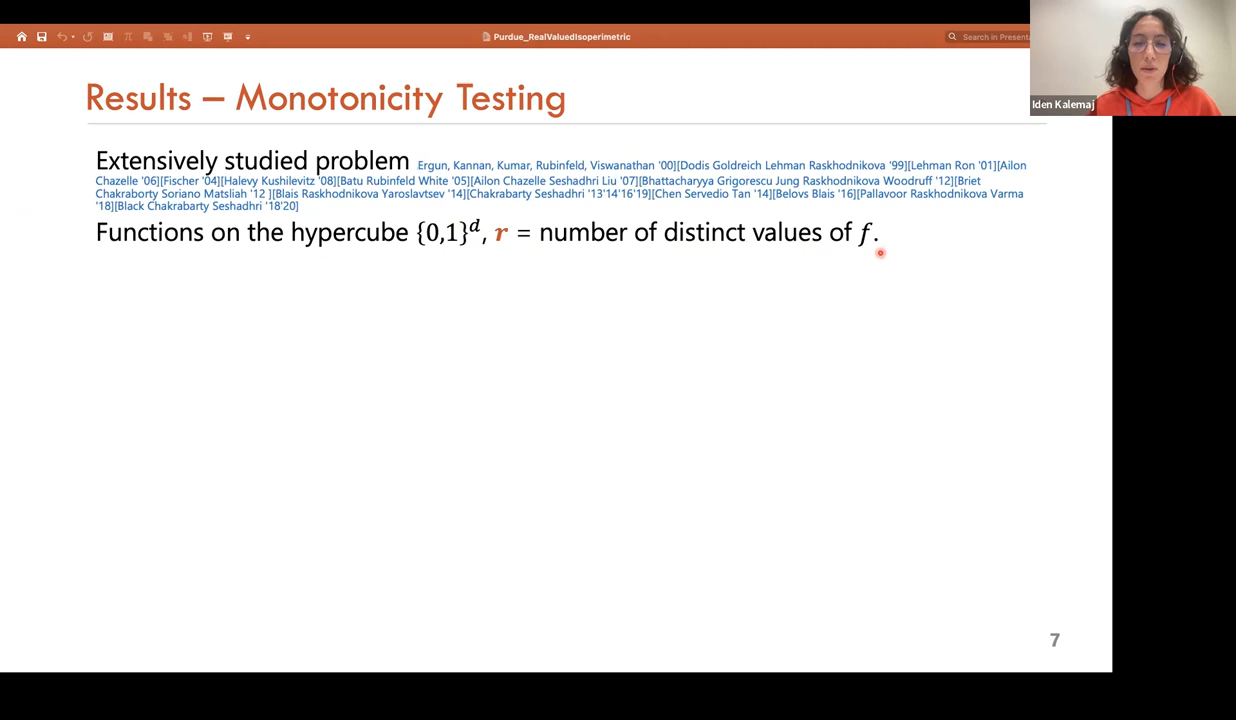 Purdue_RealValuedIsoperimetric
Search in Presenta
Iden Kalemaj
Results – Monotonicity Testing
Extensively studied problem Ergun, Kannan, Kumar, Rubinfeld, Viswanathan '00][Dodis Goldreich Lehman Raskhodnikova '99][Lehman Ron '01][Ailon
Chazelle '06][Fischer '04][Halevy Kushilevitz '08][Batu Rubinfeld White '05][Ailon Chazelle Seshadhri Liu '07][Bhattacharyya Grigorescu Jung Raskhodnikova Woodruff '12][Briet
Chakraborty Soriano Matsliah '12 ][Blais Raskhodnikova Yaroslavtsev '14][Chakrabarty Seshadhri '13'14'16'19][Chen Servedio Tan '14][Belovs Blais '16][Pallavoor Raskhodnikova Varma
'18][Black Chakrabarty Seshadhri '18'20]
Functions on the hypercube {0,1}^d, r = number of distinct values of f.
7